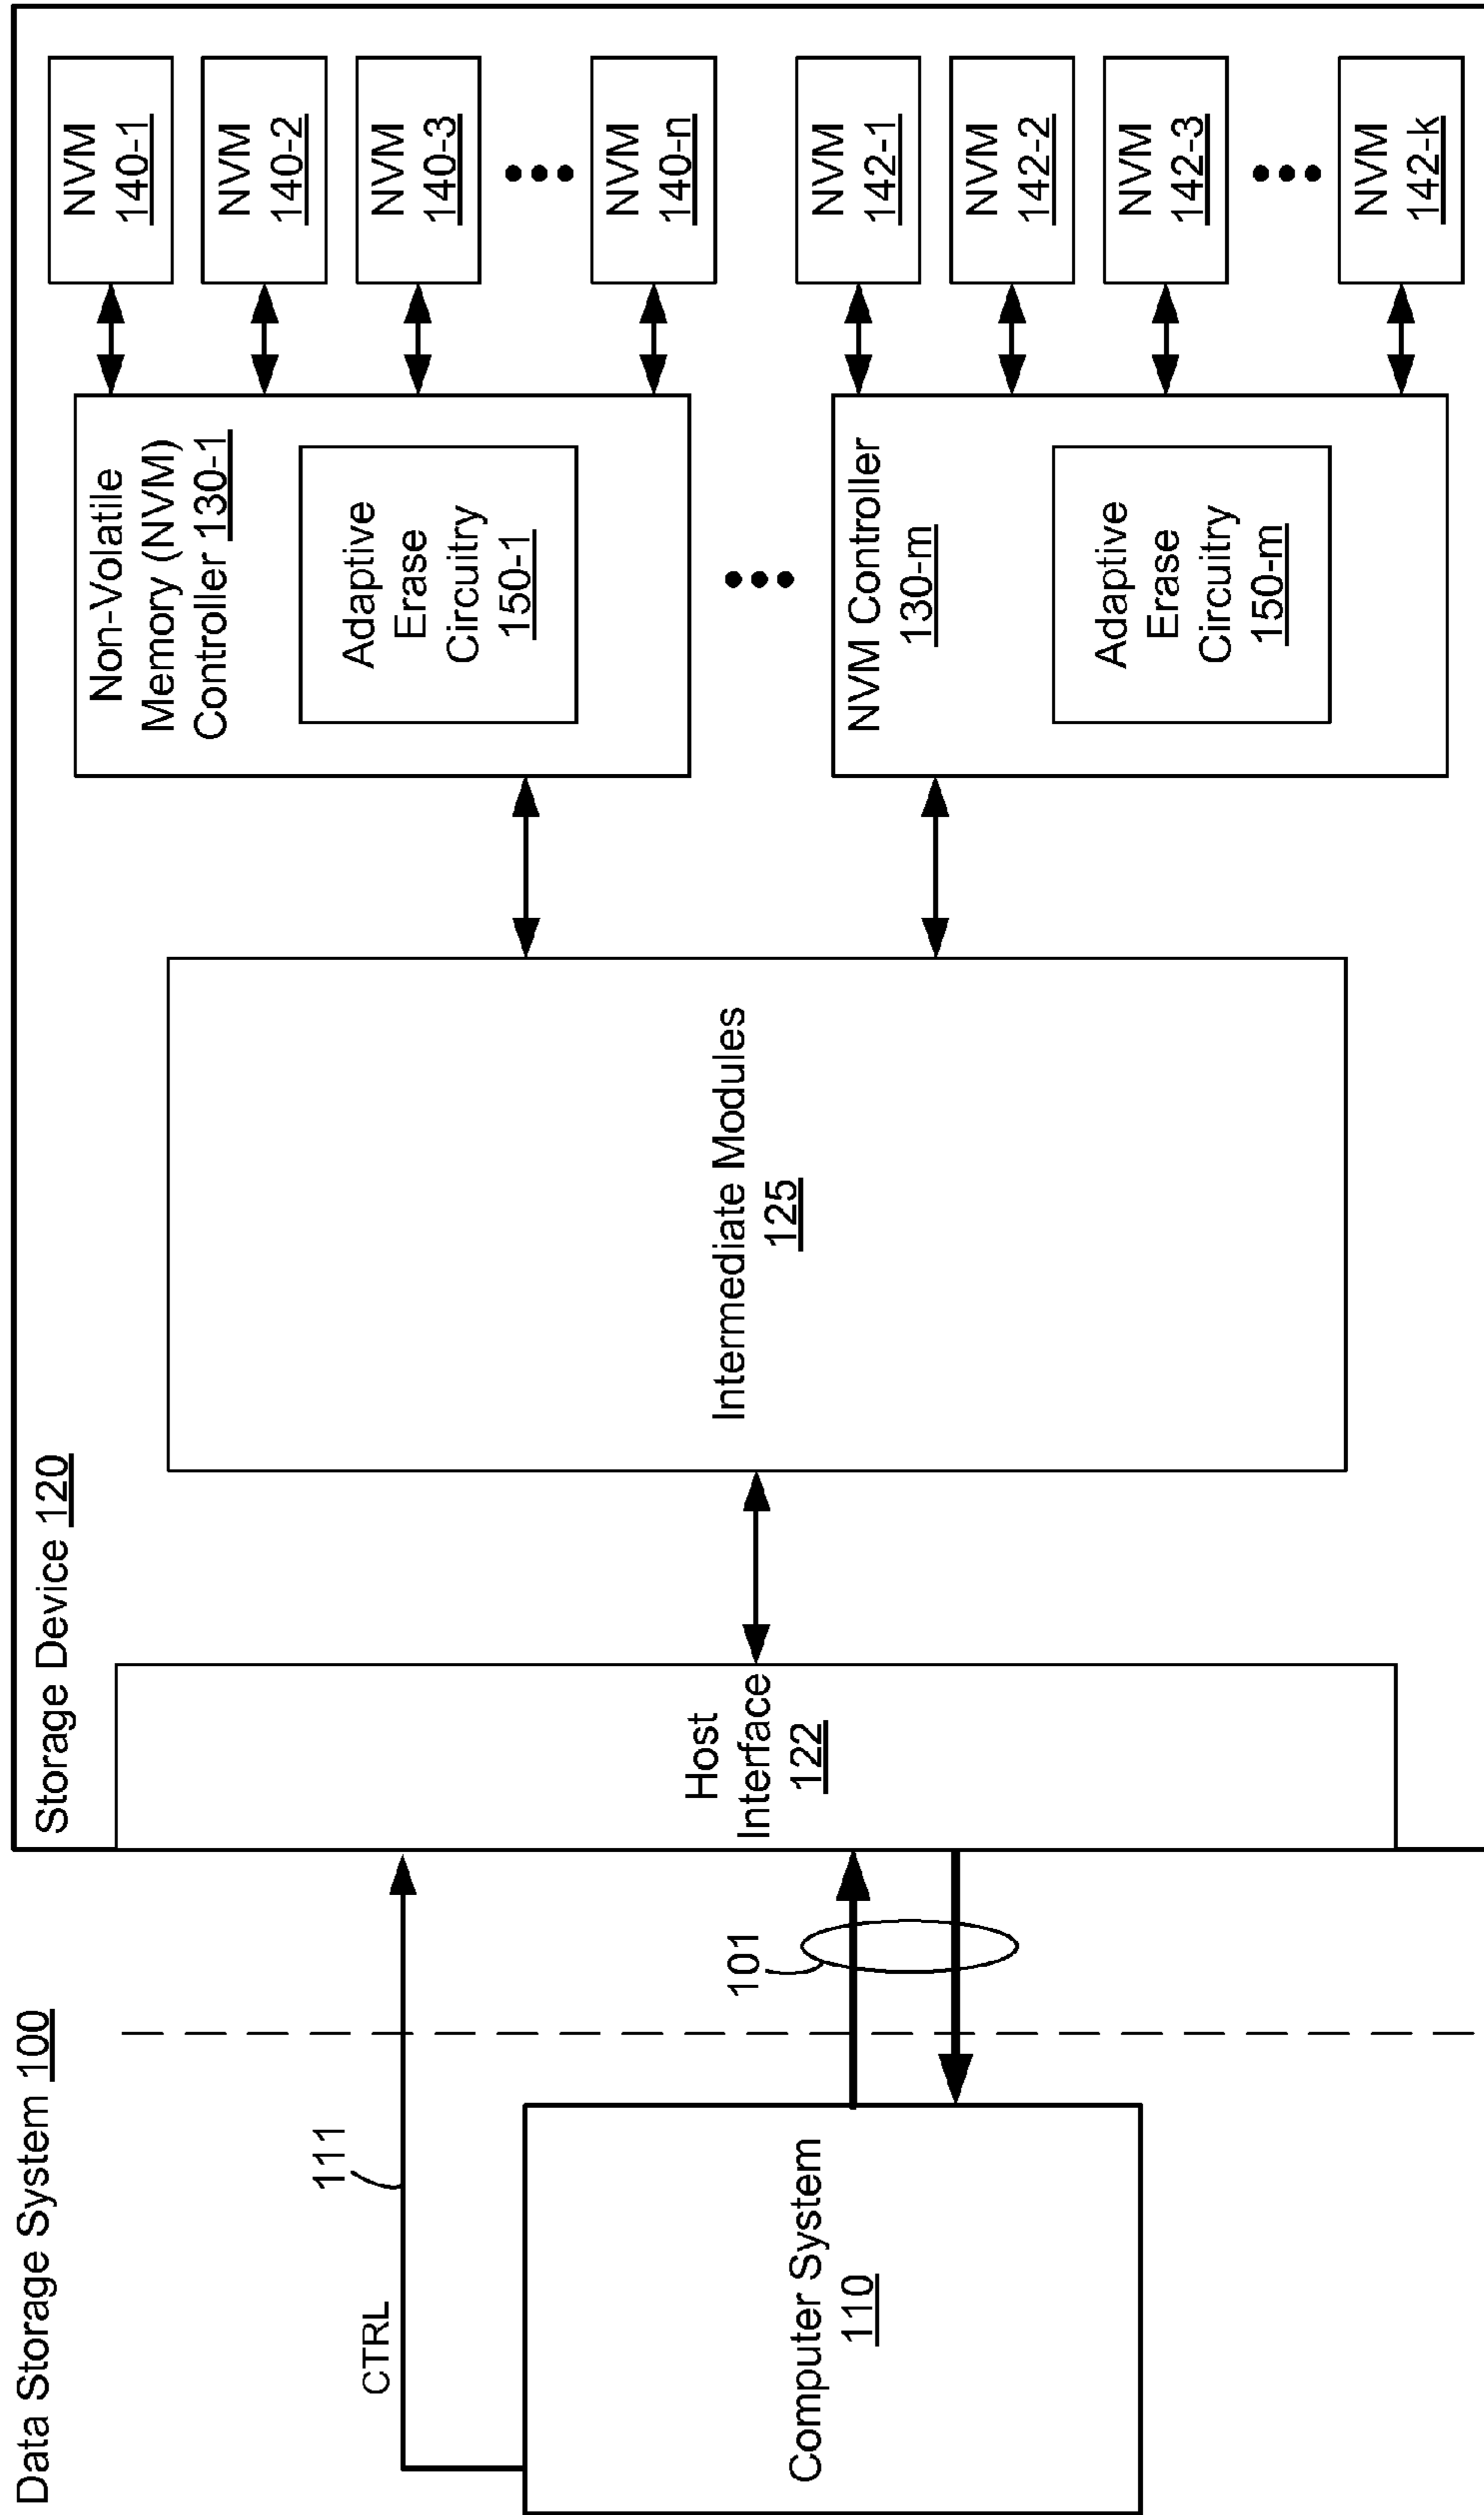 Data Storage System 100
Computer System
110
CTRL
111
101
Storage Device 120
Host
Interface
122
Intermediate Modules
125
Non-Volatile
Memory (NVM)
Controller 130-1
Adaptive
Erase
Circuitry
150-1
NVM Controller
130-m
Adaptive
Erase
Circuitry
150-m
NVM
140-1
NVM
140-2
NVM
140-3
NVM
140-n
NVM
142-1
NVM
142-2
NVM
142-3
NVM
142-k